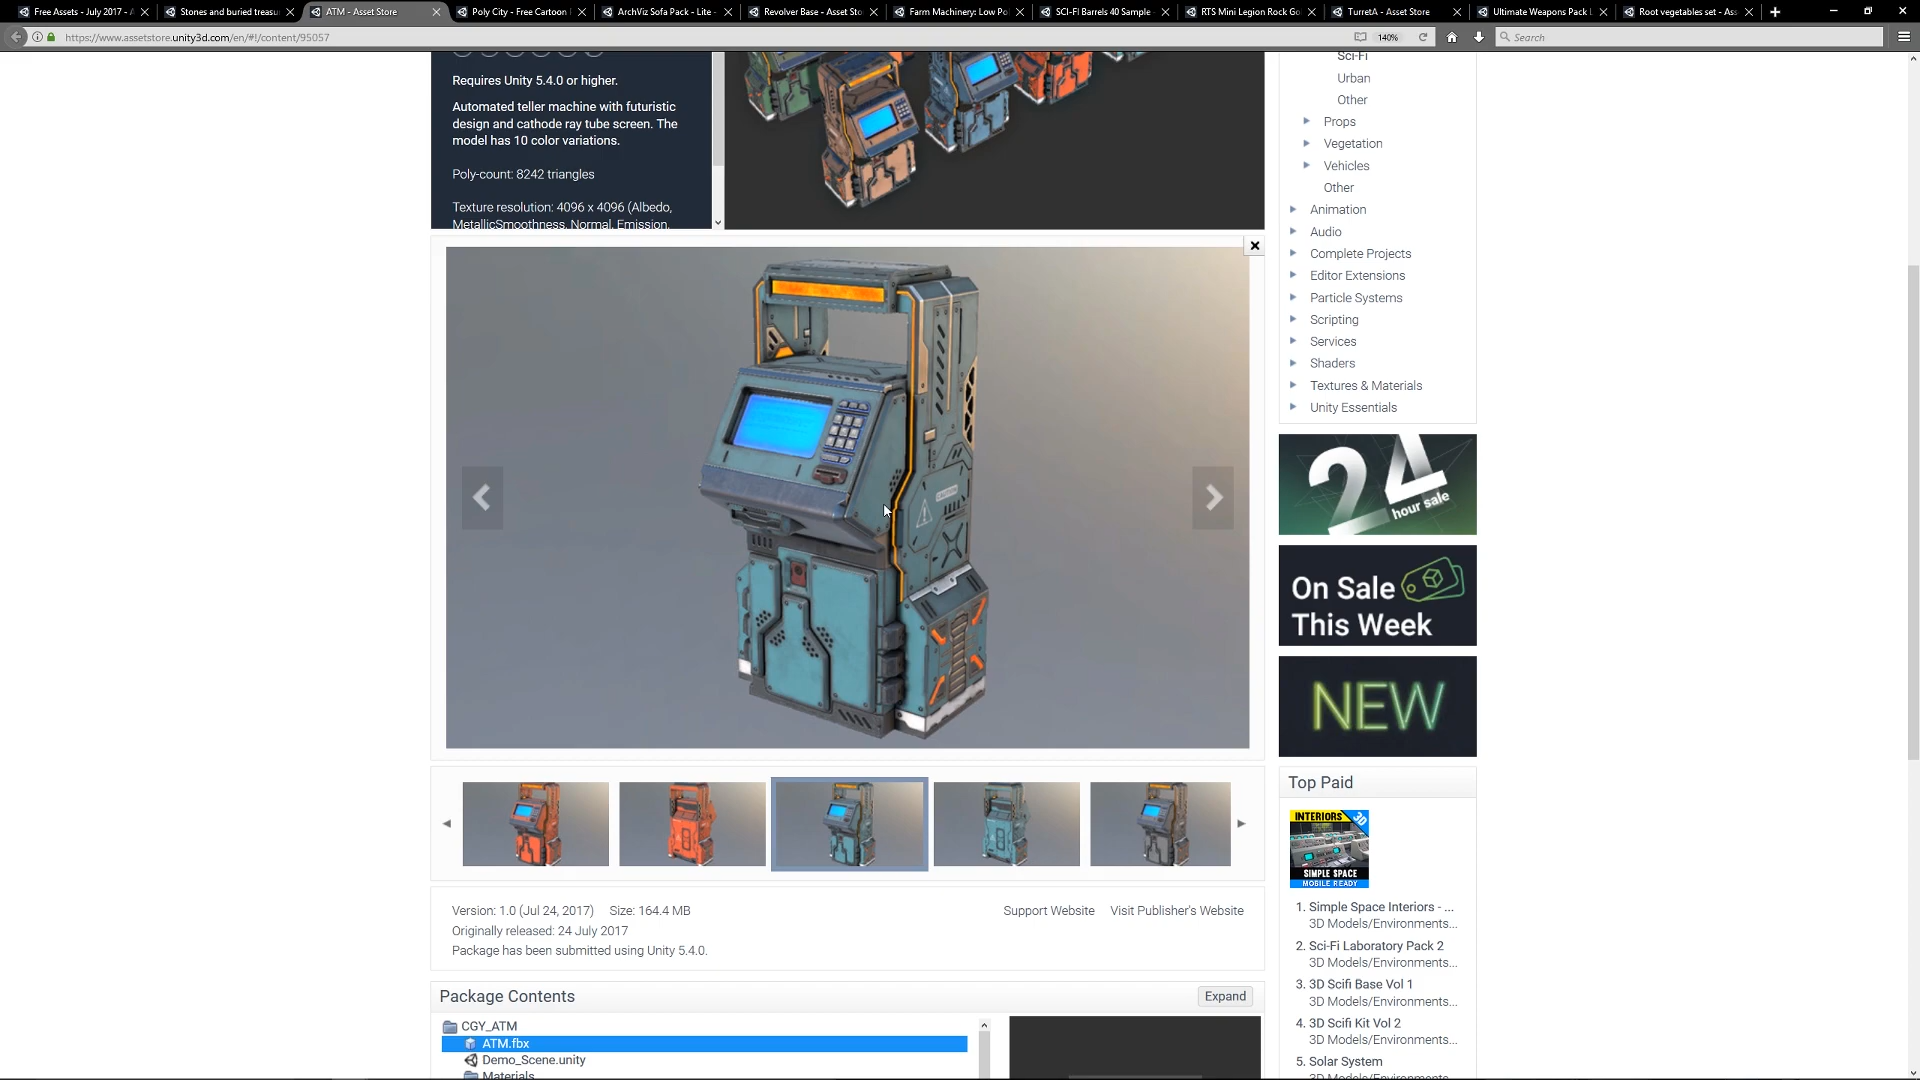 Free Assets - July 2017 - A
Stones and buried treasu
ATM - Asset Store
Poly City - Free Cartoon
ArchViz Sofa Pack - Lite -
Revolver Base - Asset Sto
Farm Machinery: Low Po
SCI-FI Barrels 40 Sample
RTS Mini Legion Rock Go
TurretA - Asset Store
Ultimate Weapons Pack L
Root vegetables set - Ass
https://www.assetstore.unity3d.com/en/#!/content/95057
140%
Search
Requires Unity 5.4.0 or higher.
Automated teller machine with futuristic
design and cathode ray tube screen. The
model has 10 color variations.
Poly-count: 8242 triangles
Texture resolution: 4096 x 4096 (Albedo,
MetallicSmoothness, Normal, Emission,
Sci-Fi
Urban
Other
Props
Vegetation
Vehicles
Other
Animation
Audio
Complete Projects
Editor Extensions
Particle Systems
Scripting
Services
Shaders
Textures & Materials
Unity Essentials
CAUTION
24
hour sale
On Sale
This Week
NEW
Version: 1.0 (Jul 24, 2017) Size: 164.4 MB
Support Website Visit Publisher's Website
Originally released: 24 July 2017
Package has been submitted using Unity 5.4.0.
Package Contents
Expand
CGY_ATM
ATM.fbx
Demo_Scene.unity
Materials
Top Paid
INTERIORS 3D
SIMPLE SPACE
MOBILE READY
1. Simple Space Interiors - ...
3D Models/Environments...
2. Sci-Fi Laboratory Pack 2
3D Models/Environments...
3. 3D Scifi Base Vol 1
3D Models/Environments...
4. 3D Scifi Kit Vol 2
3D Models/Environments...
5. Solar System
3D Models/Environments...